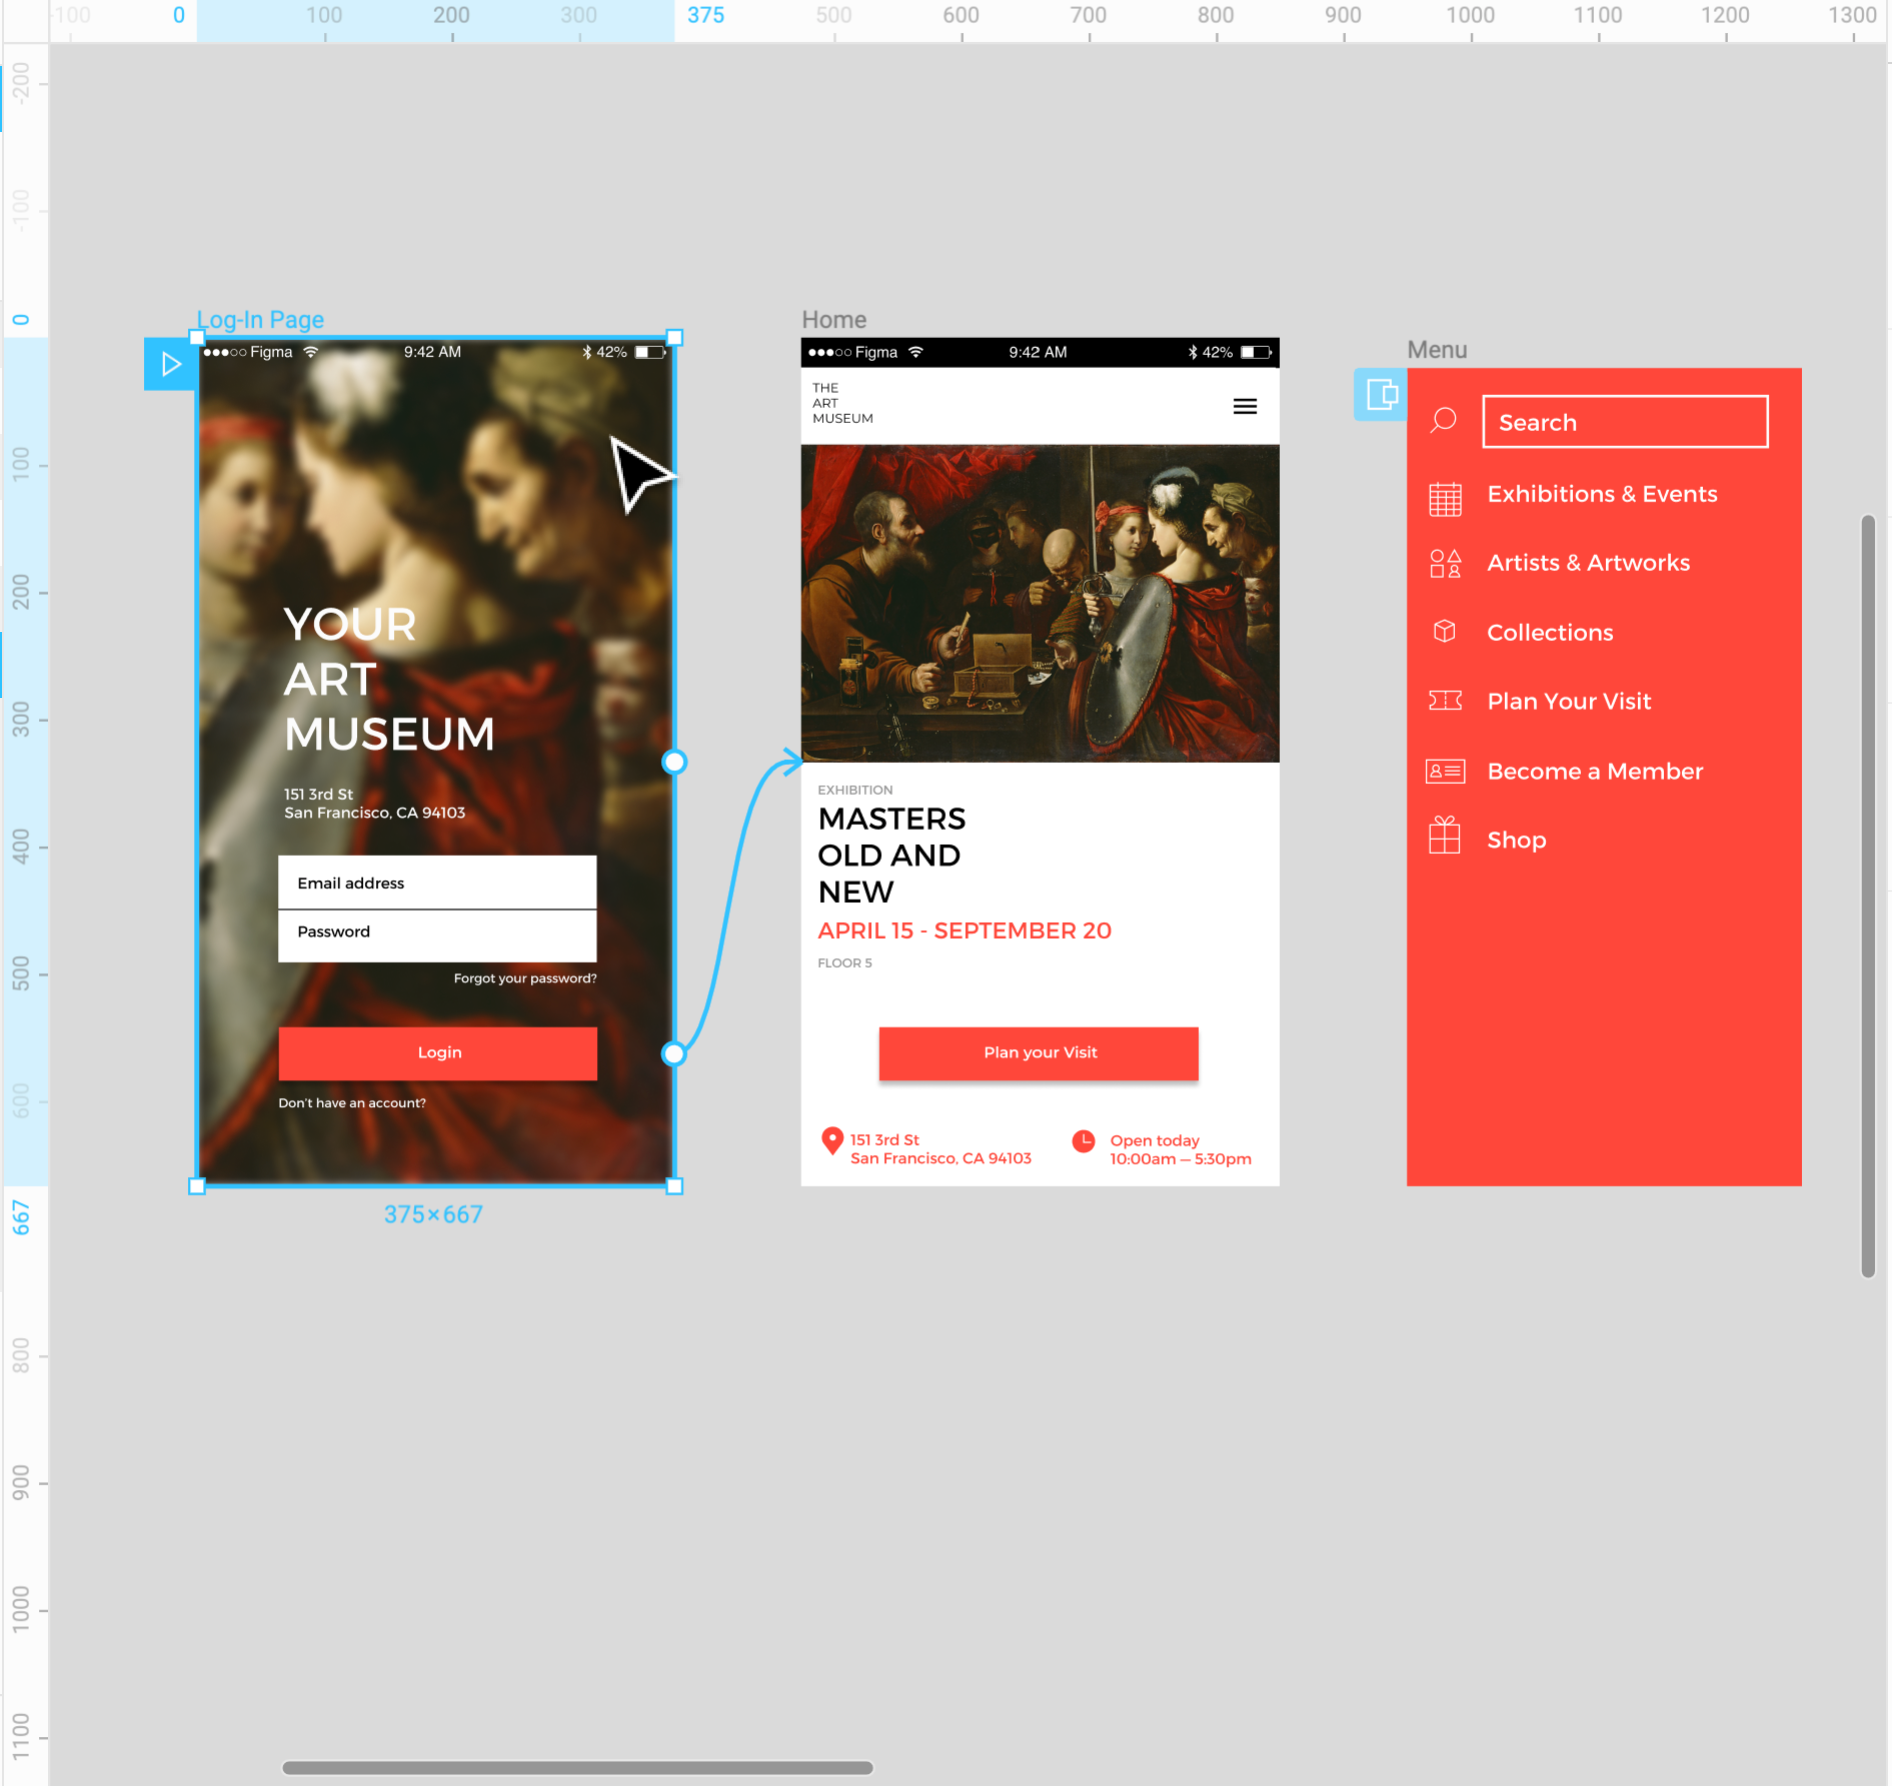 -100 0 100 200 300 375 500 600 700 800 900 1000 1100 1200 1300
-200
-100
0
100
200
300
400
500
600
667
800
900
1000
1100
Log-In Page
Figma 9:42 AM 42%
YOUR
ART
MUSEUM
151 3rd St
San Francisco, CA 94103
Email address
Password
Forgot your password?
Login
Don't have an account?
375×667
Home
Figma 9:42 AM 42%
THE
ART
MUSEUM
EXHIBITION
MASTERS
OLD AND
NEW
APRIL 15 - SEPTEMBER 20
FLOOR 5
Plan your Visit
151 3rd St
San Francisco, CA 94103
Open today
10:00am — 5:30pm
Menu
Search
Exhibitions & Events
Artists & Artworks
Collections
Plan Your Visit
Become a Member
Shop